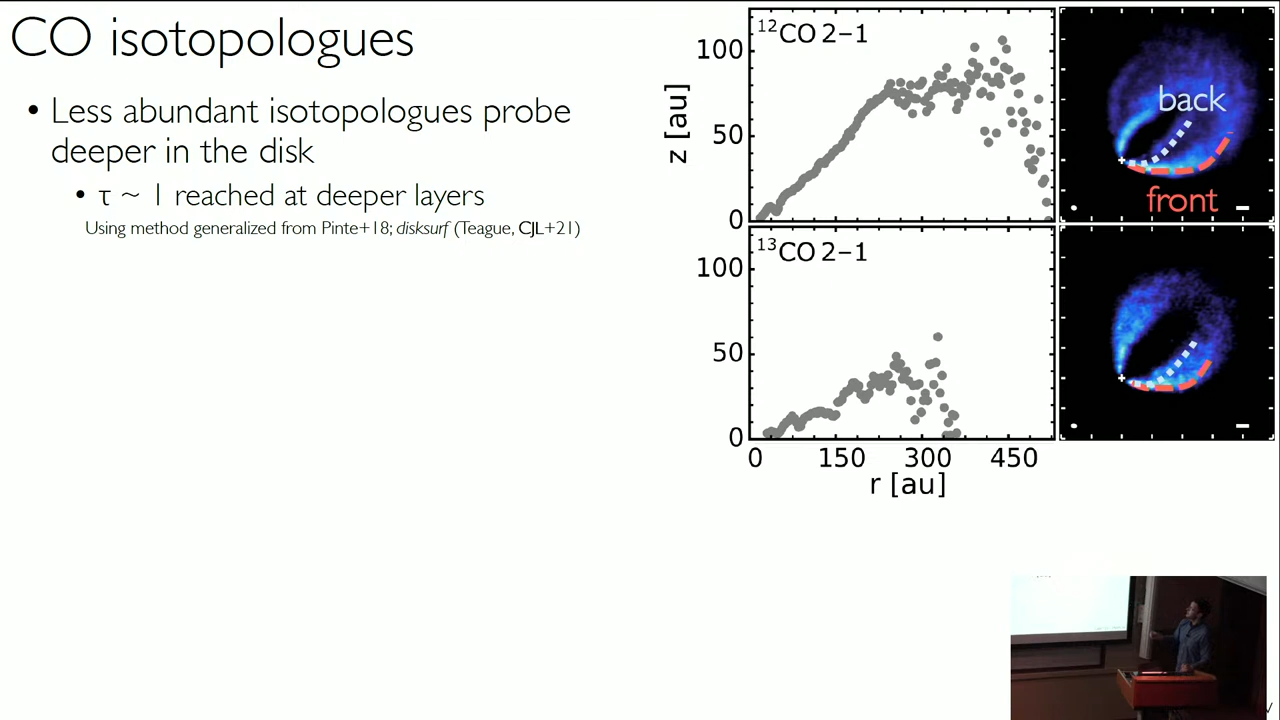 CO isotopologues
• Less abundant isotopologues probe
deeper in the disk
• τ ~ 1 reached at deeper layers
Using method generalized from Pinte+18; disksurf (Teague, CJL+21)
¹²CO 2−1
100
50
0
z [au]
back
front
¹³CO 2−1
100
50
0
0 150 300 450
r [au]